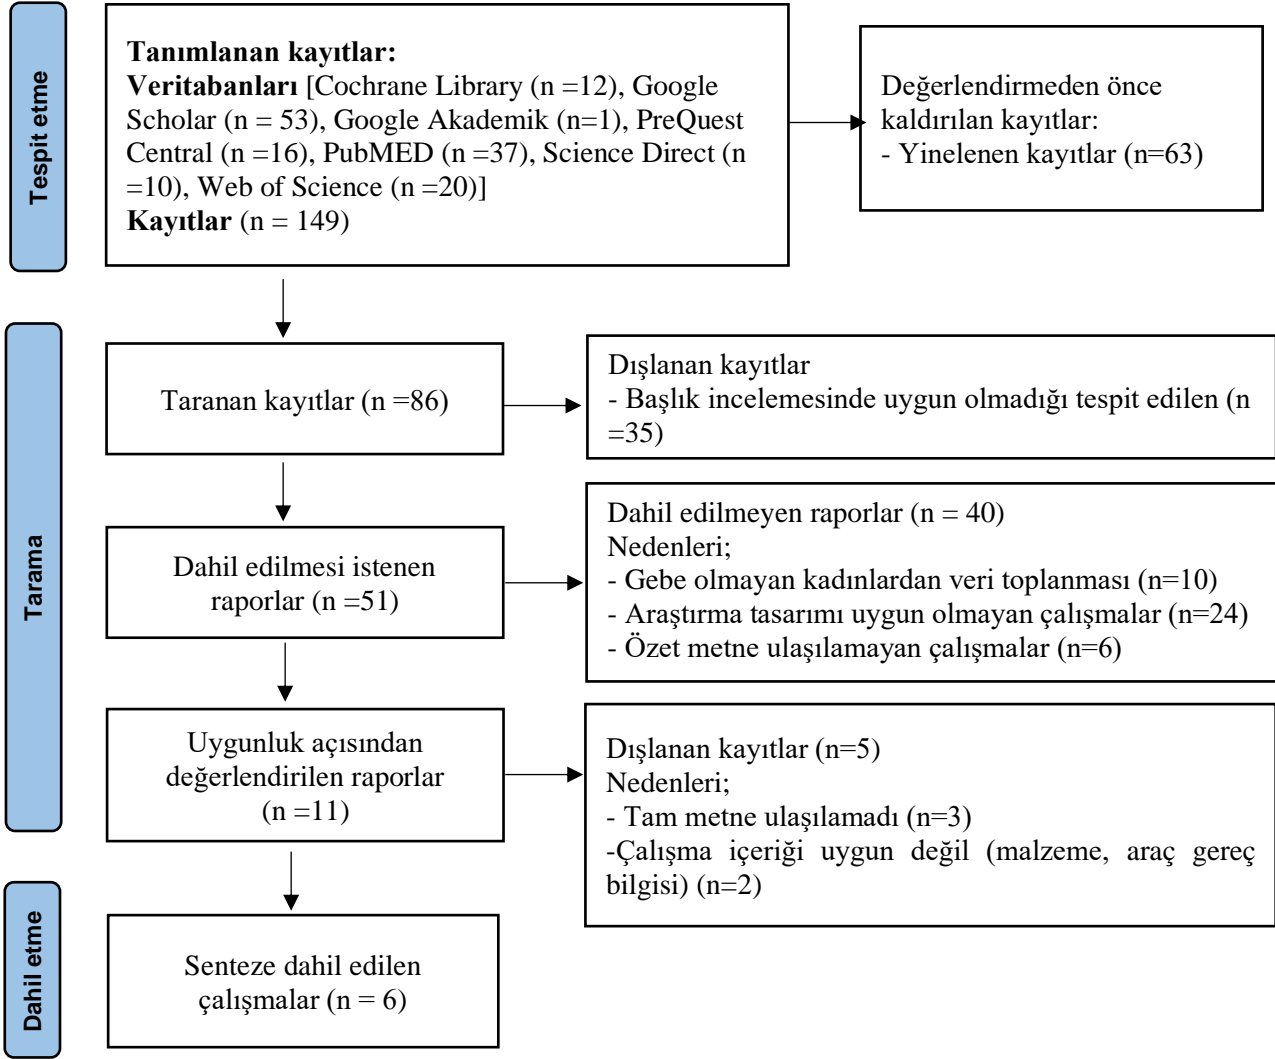 Tespit etme
Tanımlanan kayıtlar:
Veritabanları [Cochrane Library (n =12), Google
Scholar (n = 53), Google Akademik (n=1), PreQuest
Central (n =16), PubMED (n =37), Science Direct (n
=10), Web of Science (n =20)]
Kayıtlar (n = 149)
Değerlendirmeden önce
kaldırılan kayıtlar:
- Yinelenen kayıtlar (n=63)
Tarama
Taranan kayıtlar (n =86)
Dışlanan kayıtlar
- Başlık incelemesinde uygun olmadığı tespit edilen (n
=35)
Dahil edilmesi istenen
raporlar (n =51)
Dahil edilmeyen raporlar (n = 40)
Nedenleri;
- Gebe olmayan kadınlardan veri toplanması (n=10)
- Araştırma tasarımı uygun olmayan çalışmalar (n=24)
- Özet metne ulaşılamayan çalışmalar (n=6)
Uygunluk açısından
değerlendirilen raporlar
(n =11)
Dışlanan kayıtlar (n=5)
Nedenleri;
- Tam metne ulaşılamadı (n=3)
-Çalışma içeriği uygun değil (malzeme, araç gereç
bilgisi) (n=2)
Dahil etme
Senteze dahil edilen
çalışmalar (n = 6)